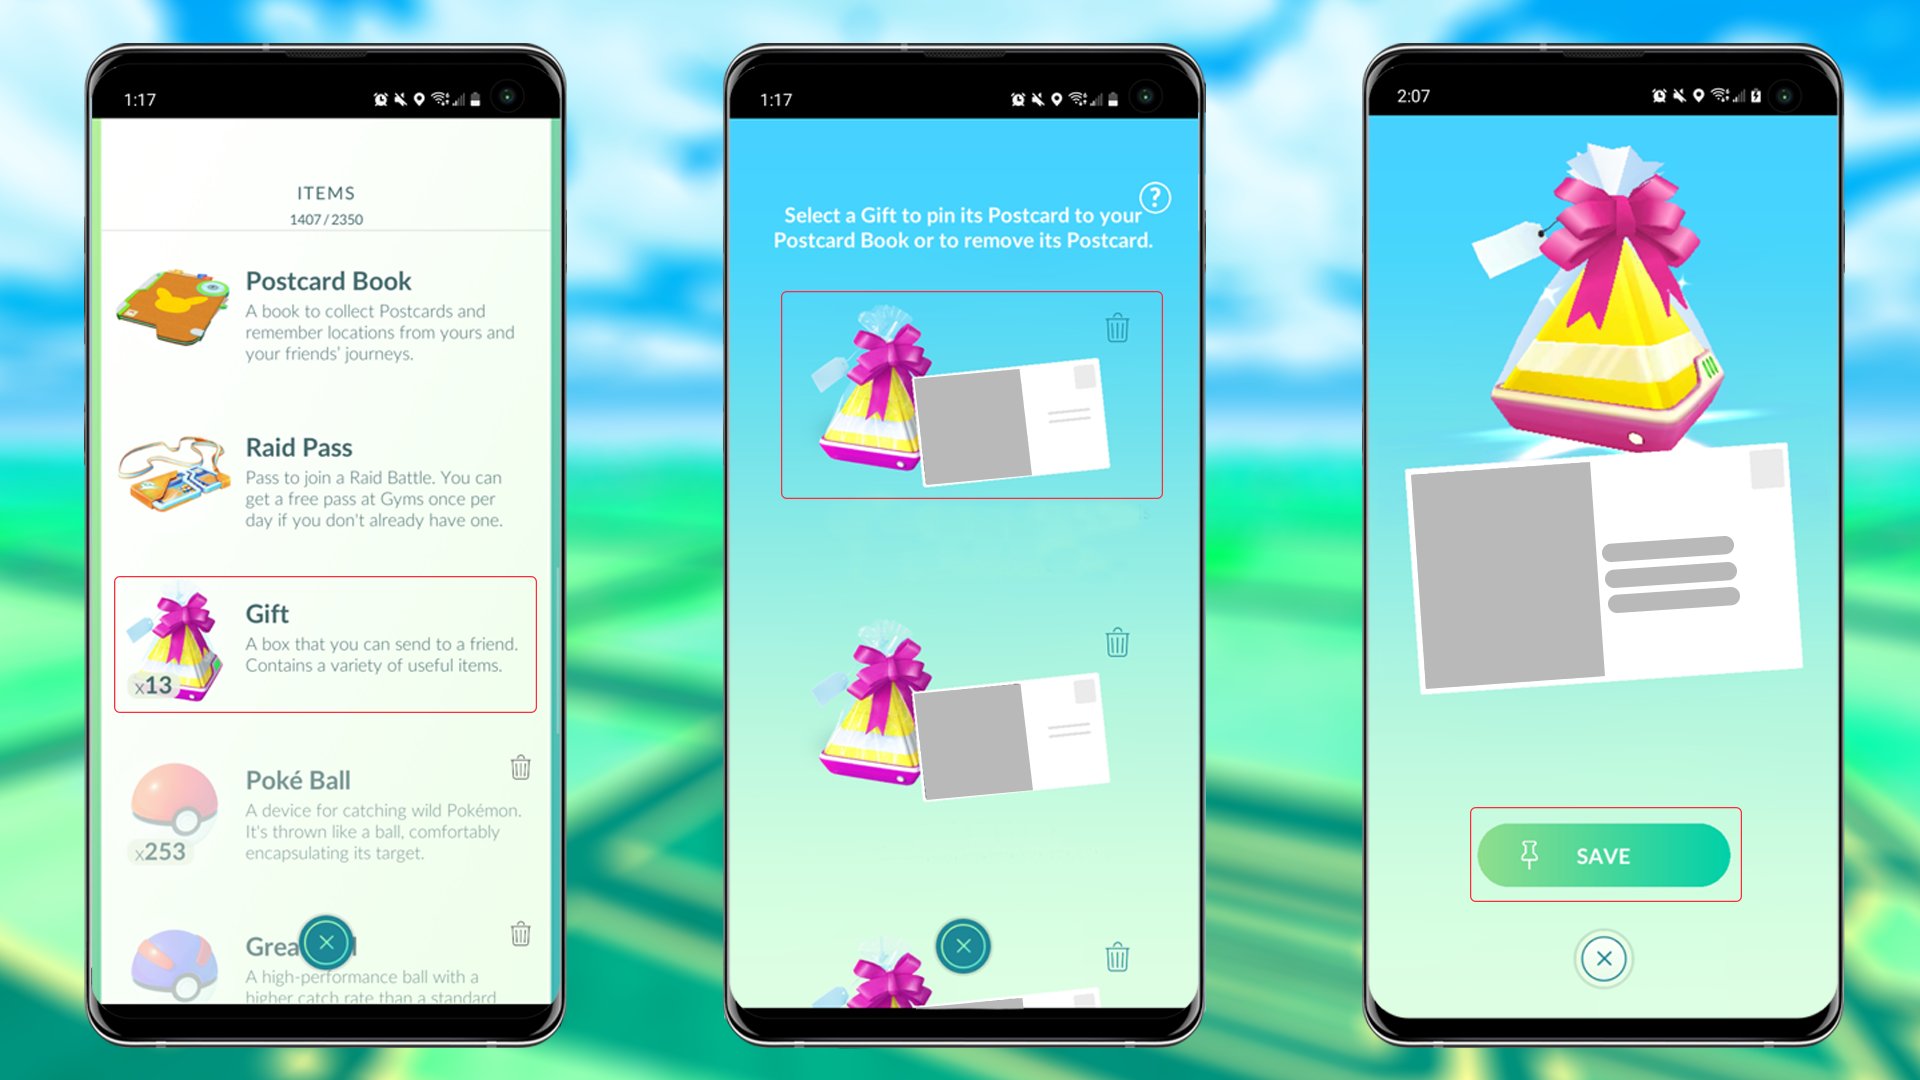 1:17
ITEMS
1407 / 2350
Postcard Book
A book to collect Postcards and
remember locations from yours and
your friends' journeys.
Raid Pass
Pass to join a Raid Battle. You can
get a free pass at Gyms once per
day if you don't already have one.
Gift
A box that you can send to a friend.
Contains a variety of useful items.
x13
Poké Ball
A device for catching wild Pokémon.
It's thrown like a ball, comfortably
encapsulating its target.
x253
A high-performance ball with a
higher catch rate than a standard
1:17
?
Select a Gift to pin its Postcard to your
Postcard Book or to remove its Postcard.
2:07
SAVE